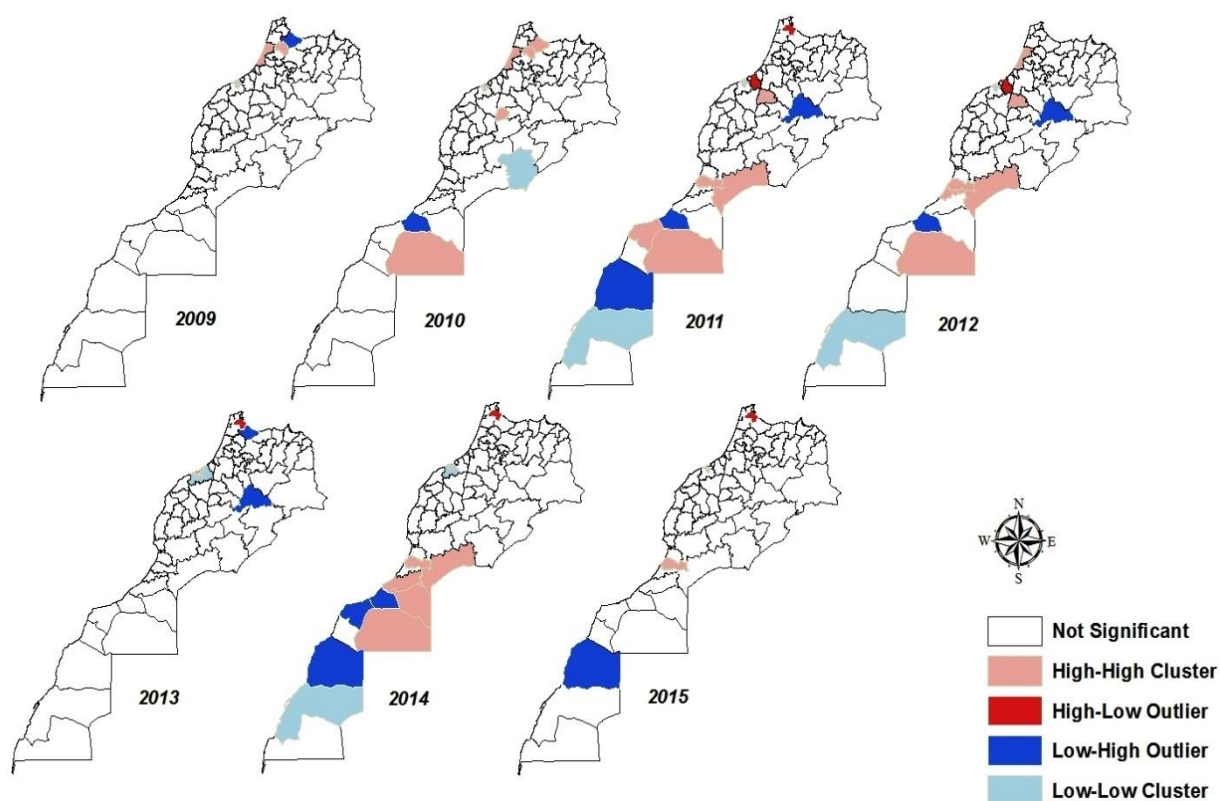 2009
2010
2011
2012
2013
2014
2015
N
W
E
S
Not Significant
High-High Cluster
High-Low Outlier
Low-High Outlier
Low-Low Cluster